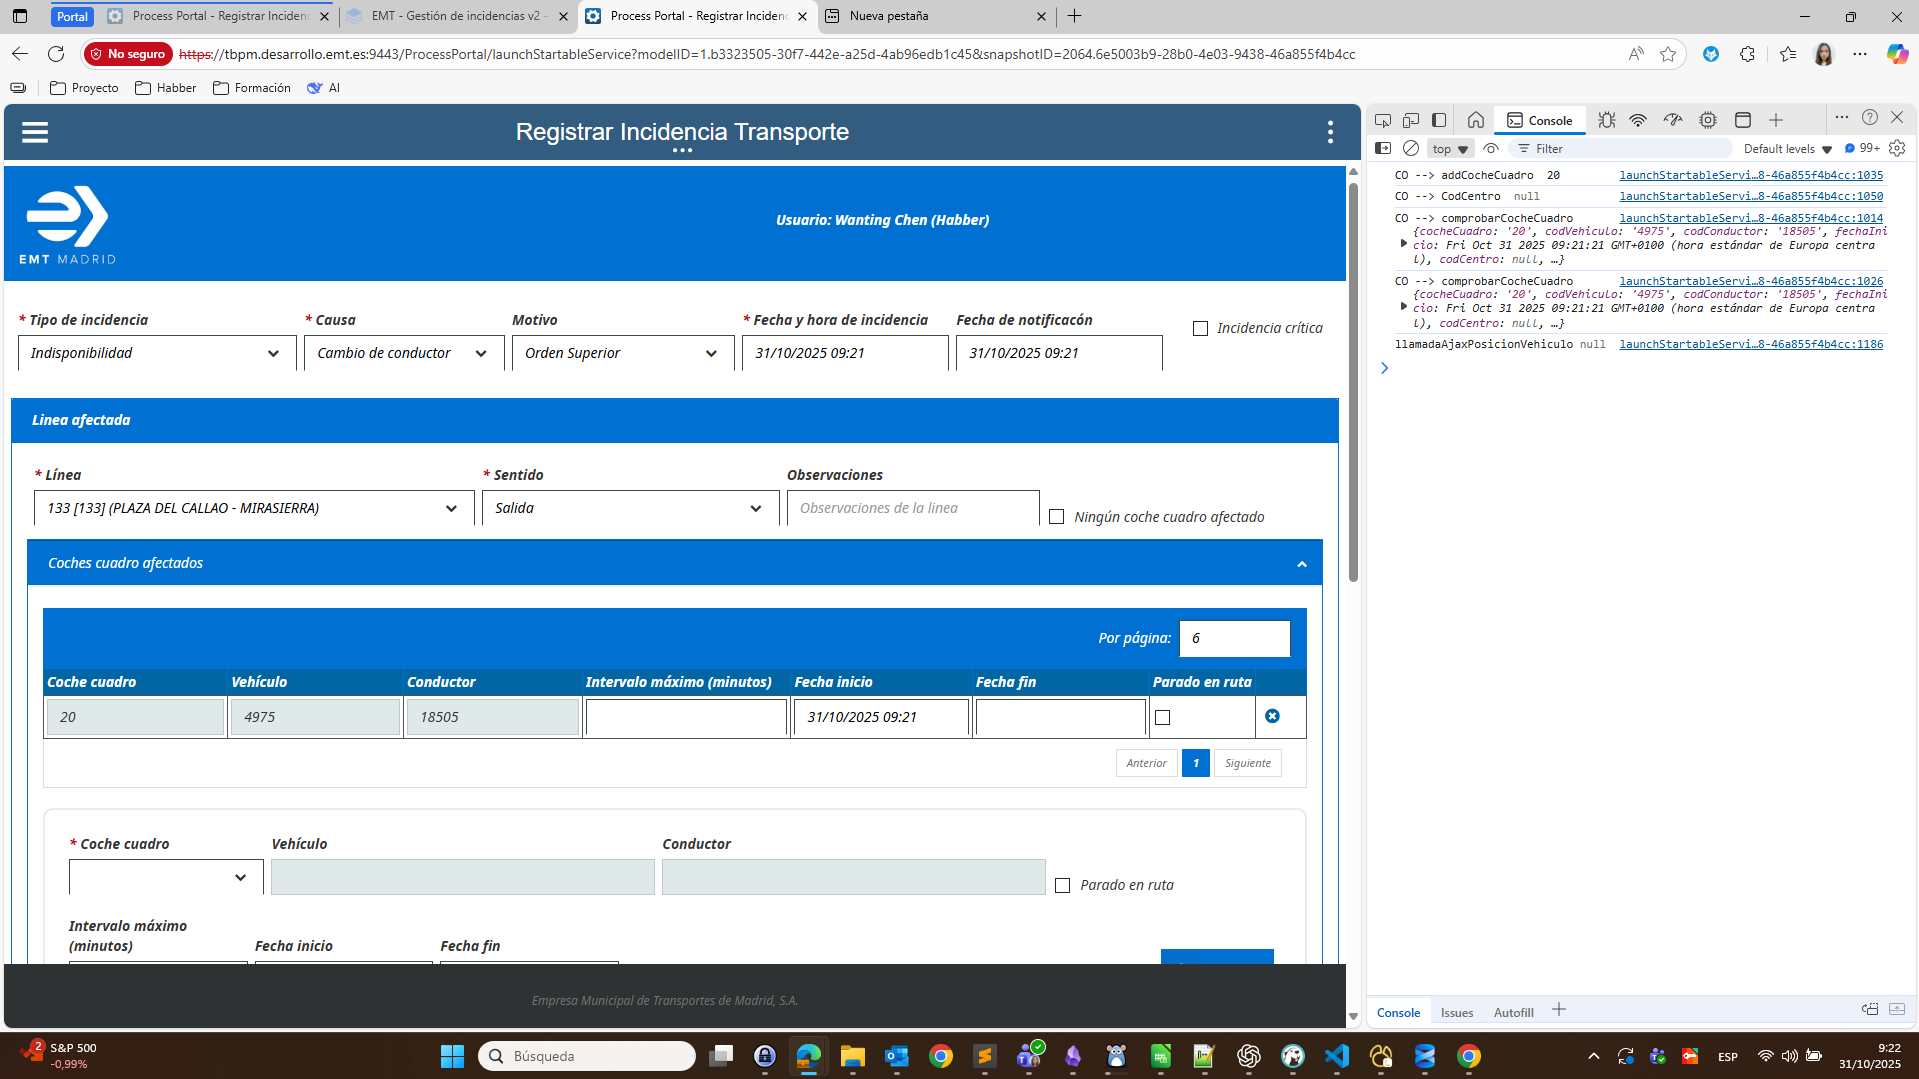 Portal
Process Portal - Registrar Inciden
EMT - Gestión de incidencias v2 -
Process Portal - Registrar Incidenc
Nueva pestaña
No seguro
https://tbpm.desarrollo.emt.es:9443/ProcessPortal/launchStartableService?modelID=1.b3323505-30f7-442e-a25d-4ab96edb1c45&snapshotID=2064.6e5003b9-28b0-4e03-9438-46a855f4b4cc
Proyecto
Habber
Formación
AI
Registrar Incidencia Transporte
EMT MADRID
Usuario: Wanting Chen (Habber)
* Tipo de incidencia
* Causa
Motivo
* Fecha y hora de incidencia
Fecha de notificacón
Indisponibilidad
Cambio de conductor
Orden Superior
31/10/2025 09:21
31/10/2025 09:21
Incidencia crítica
Linea afectada
* Línea
* Sentido
Observaciones
133 [133] (PLAZA DEL CALLAO - MIRASIERRA)
Salida
Observaciones de la linea
Ningún coche cuadro afectado
Coches cuadro afectados
Por página:
6
Coche cuadro
Vehículo
Conductor
Intervalo máximo (minutos)
Fecha inicio
Fecha fin
Parado en ruta
20
4975
18505
31/10/2025 09:21
Anterior
1
Siguiente
* Coche cuadro
Vehículo
Conductor
Parado en ruta
Intervalo máximo
(minutos)
Fecha inicio
Fecha fin
Empresa Municipal de Transportes de Madrid, S.A.
Console
top
Filter
Default levels
99+
CO --> addCocheCuadro 20
launchStartableServi…8-46a855f4b4cc:1035
CO --> CodCentro null
launchStartableServi…8-46a855f4b4cc:1050
CO --> comprobarCocheCuadro
launchStartableServi…8-46a855f4b4cc:1014
{cocheCuadro: '20', codVehiculo: '4975', codConductor: '18505', fechaIni
cio: Fri Oct 31 2025 09:21:21 GMT+0100 (hora estándar de Europa centra
l), codCentro: null, …}
CO --> comprobarCocheCuadro
launchStartableServi…8-46a855f4b4cc:1026
{cocheCuadro: '20', codVehiculo: '4975', codConductor: '18505', fechaIni
cio: Fri Oct 31 2025 09:21:21 GMT+0100 (hora estándar de Europa centra
l), codCentro: null, …}
llamadaAjaxPosicionVehiculo null
launchStartableServi…8-46a855f4b4cc:1186
Console
Issues
Autofill
2
S&P 500
-0,99%
Búsqueda
ESP
9:22
31/10/2025